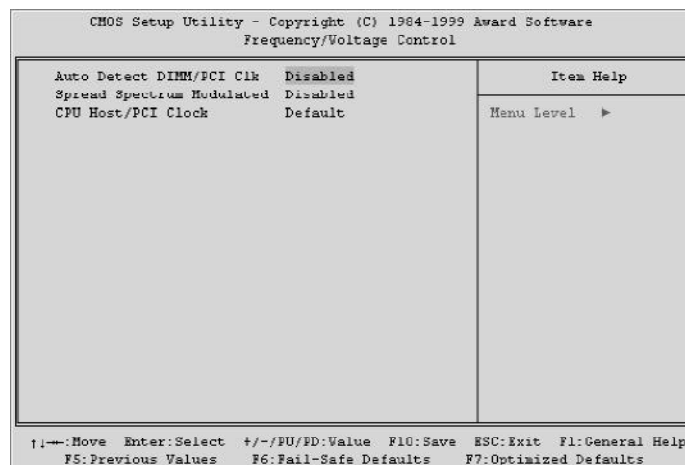 CMOS Setup Utility - Copyright (C) 1984-1999 Award Software
Frequency/Voltage Control
Auto Detect DIMM/PCI Clk Disabled
Item Help
Spread Spectrum Modulated Disabled
CPU Host/PCI Clock Default
Menu Level ►
↑↓→←:Move Enter:Select +/-/PU/PD:Value F10:Save ESC:Exit F1:General Help
F5:Previous Values F6:Fail-Safe Defaults F7:Optimized Defaults